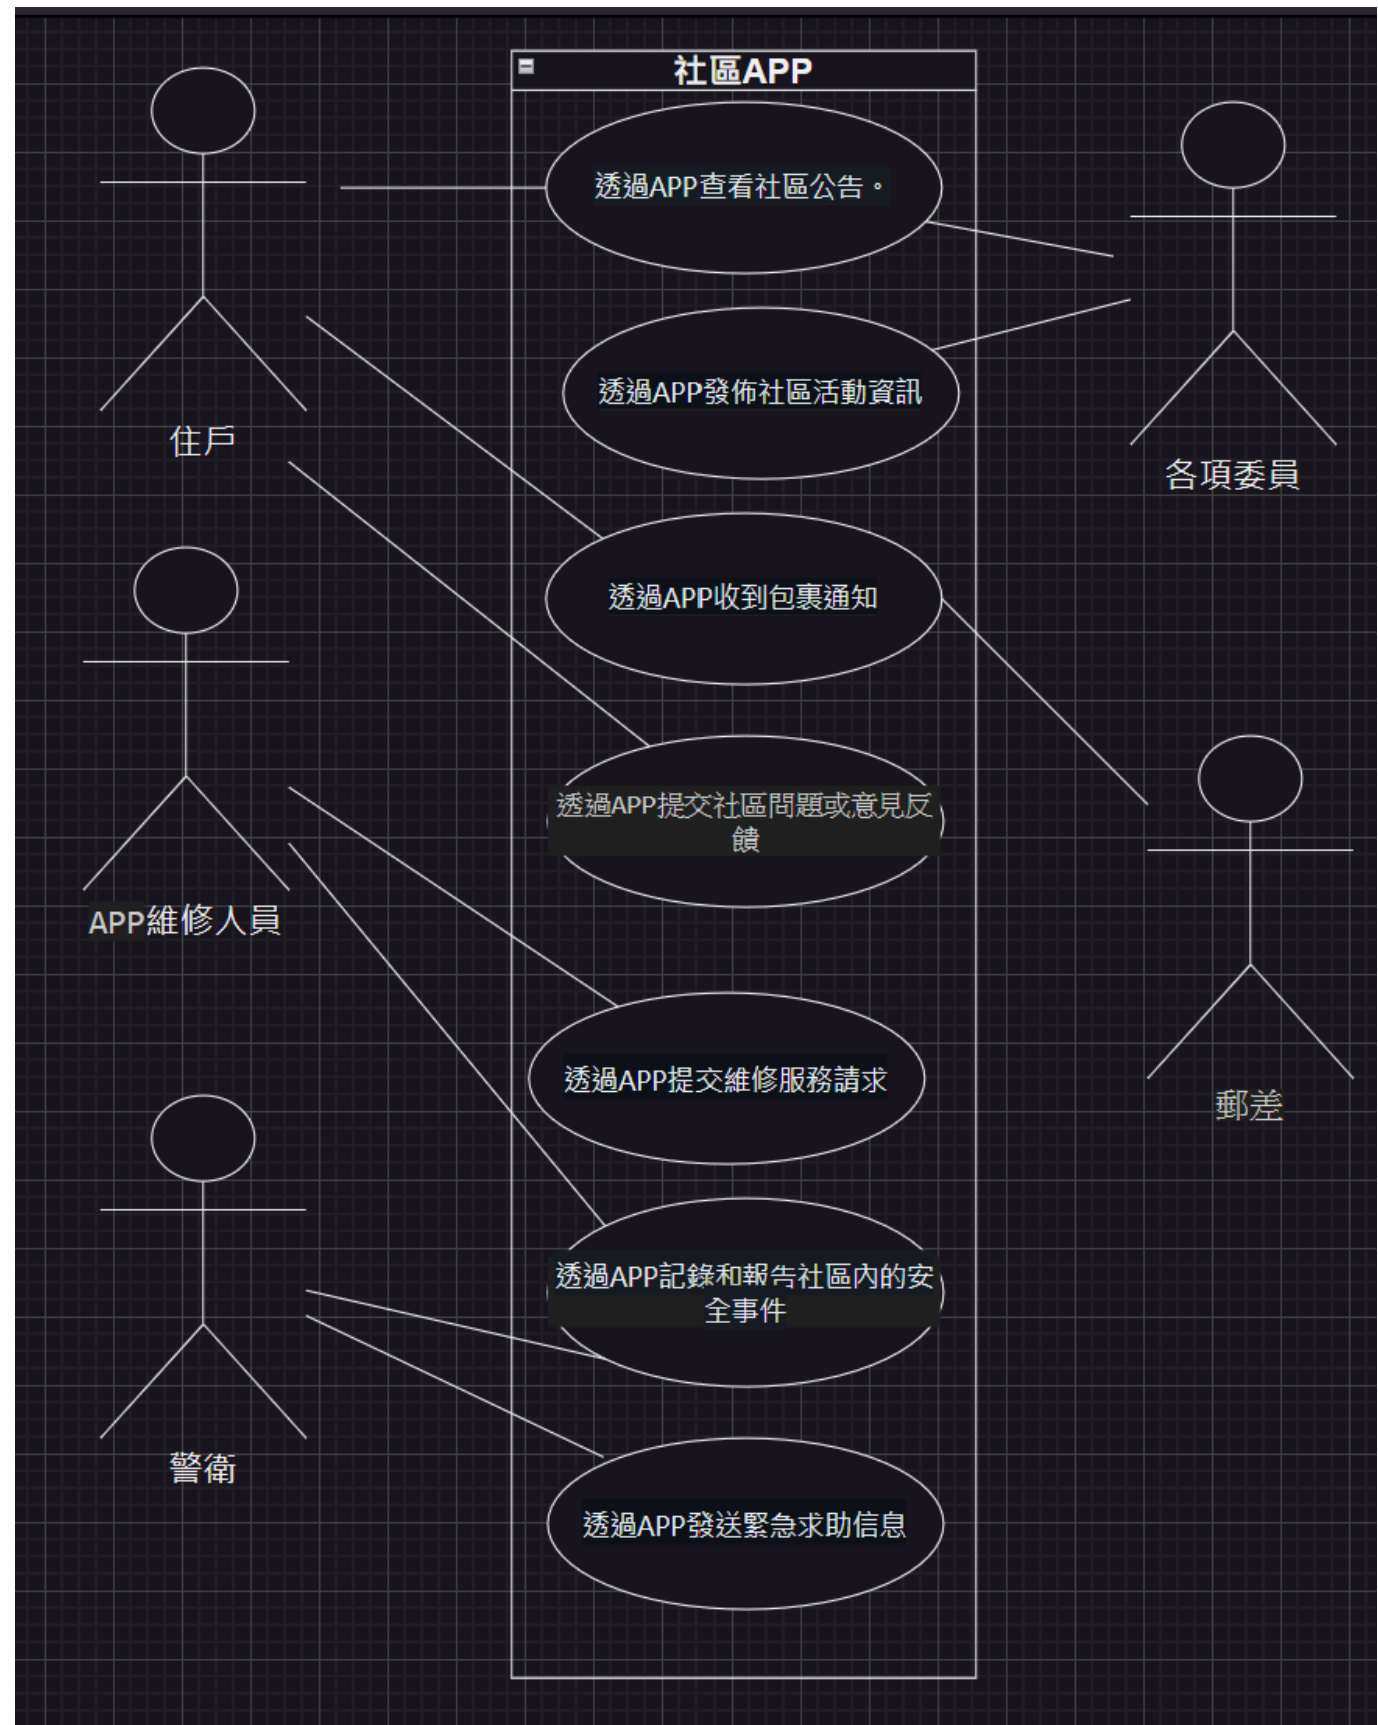 社區APP
透過APP查看社區公告。
透過APP發佈社區活動資訊
住戶
各項委員
透過APP收到包裹通知
透過APP提交社區問題或意見反
饋
APP維修人員
透過APP提交維修服務請求
郵差
透過APP記錄和報告社區內的安
全事件
警衛
透過APP發送緊急求助信息